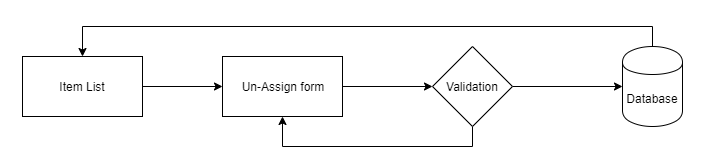 Item List
Un-Assign form
Validation
Database